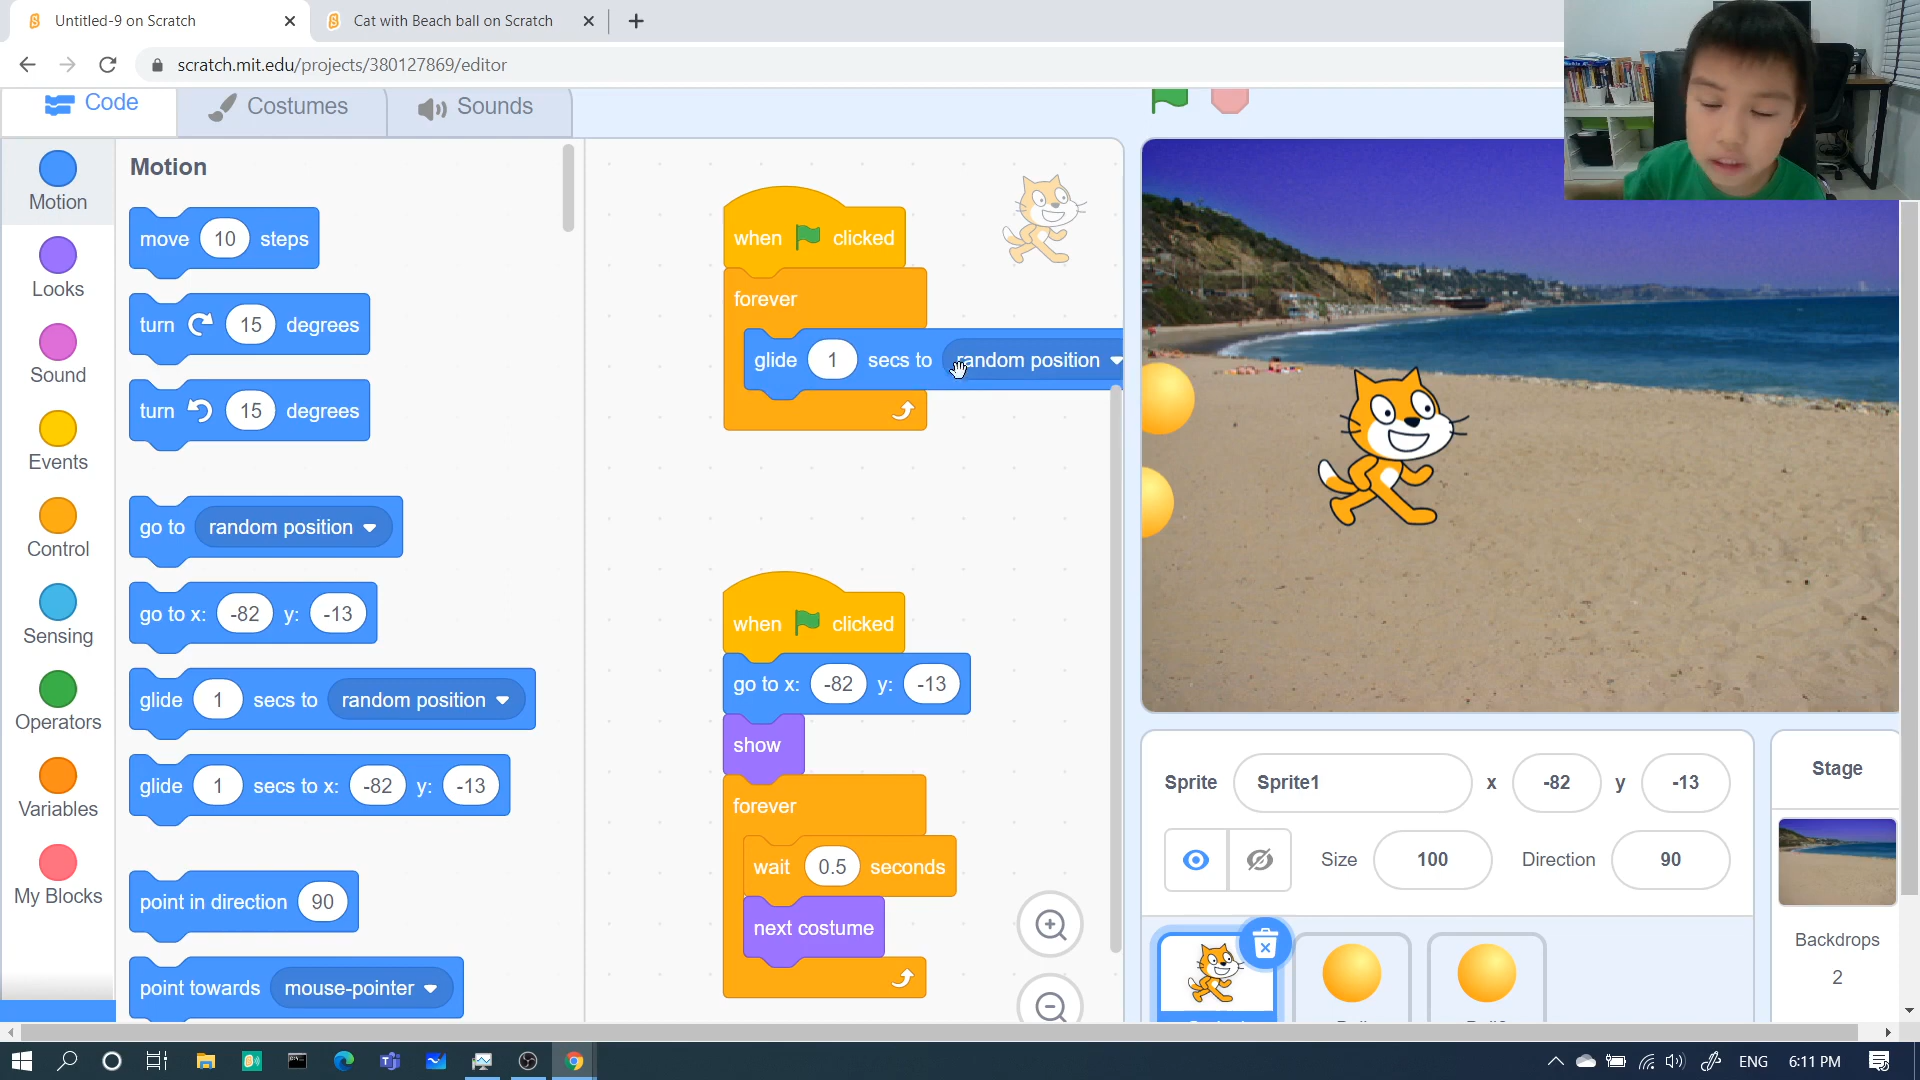 Untitled-9 on Scratch
Cat with Beach ball on Scratch
scratch.mit.edu/projects/380127869/editor
Code
Costumes
Sounds
Motion
Looks
Sound
Events
Control
Sensing
Operators
Variables
My Blocks
Motion
move 10 steps
turn 15 degrees
turn 15 degrees
go to random position
go to x: -82 y: -13
glide 1 secs to random position
glide 1 secs to x: -82 y: -13
point in direction 90
point towards mouse-pointer
when clicked
forever
glide 1 secs to random position
when clicked
go to x: -82 y: -13
show
forever
wait 0.5 seconds
next costume
Sprite Sprite1 x -82 y -13
Size 100 Direction 90
Stage
Backdrops
2
ENG 6:11 PM